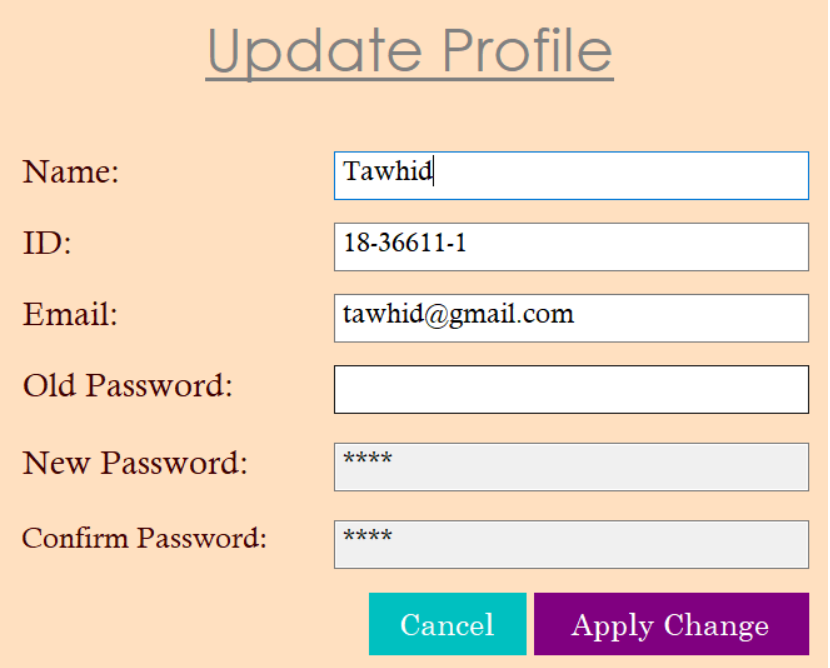 Update Profile
Name: Tawhid
ID: 18-36611-1
Email: tawhid@gmail.com
Old Password:
New Password: ****
Confirm Password: ****
Cancel Apply Change